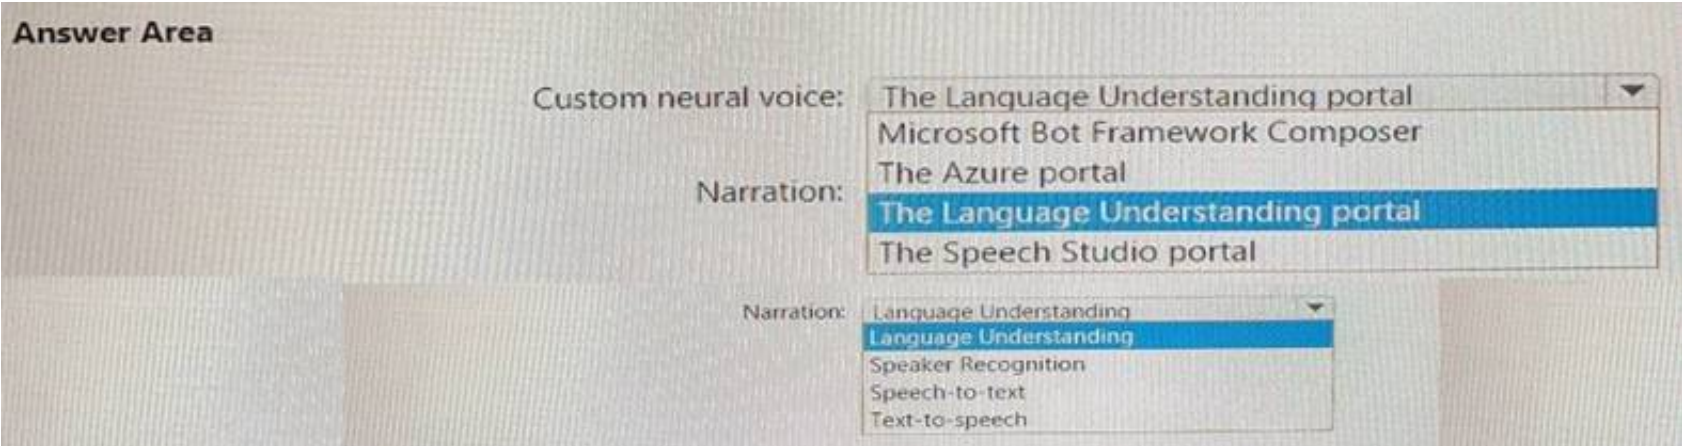 Answer Area
Custom neural voice: The Language Understanding portal
Microsoft Bot Framework Composer
The Azure portal
Narration:
The Language Understanding portal
The Speech Studio portal
Narration: Language Understanding
Language Understanding
Speaker Recognition
Speech-to-text
Text-to-speech